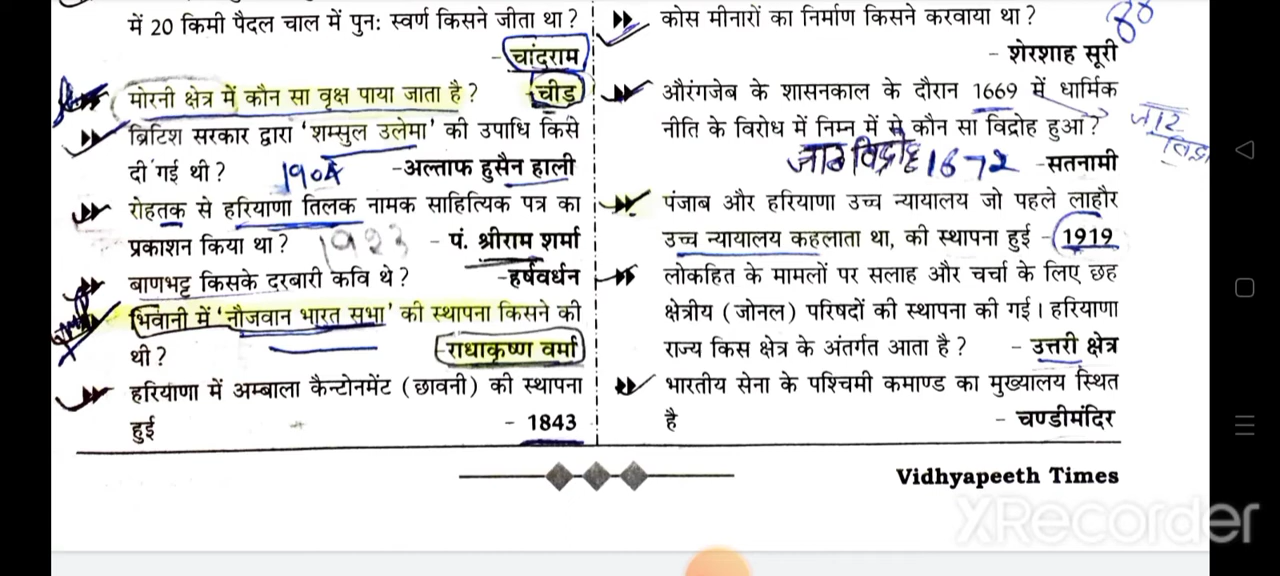 में 20 किमी पैदल चाल में पुन: स्वर्ण किसने जीता था?
- चांदराम
मोरनी क्षेत्र में कौन सा वृक्ष पाया जाता है? चीड़
ब्रिटिश सरकार द्वारा 'शम्सुल उलेमा' की उपाधि किसे
दी गई थी? 1904 -अल्ताफ हुसैन हाली
रोहतक से हरियाणा तिलक नामक साहित्यिक पत्र का
प्रकाशन किया था? 1923 - पं. श्रीराम शर्मा
बाणभट्ट किसके दरबारी कवि थे? -हर्षवर्धन
भिवानी में 'नौजवान भारत सभा' की स्थापना किसने की
थी? -राधाकृष्ण वर्मा
हरियाणा में अम्बाला कैन्टोनमेंट (छावनी) की स्थापना
हुई - 1843
कोस मीनारों का निर्माण किसने करवाया था?
- शेरशाह सूरी
औरंगजेब के शासनकाल के दौरान 1669 में धार्मिक
नीति के विरोध में निम्न में से कौन सा विद्रोह हुआ? जाट
विद्रोह 1672 -सतनामी
पंजाब और हरियाणा उच्च न्यायालय जो पहले लाहौर
उच्च न्यायालय कहलाता था, की स्थापना हुई - 1919
लोकहित के मामलों पर सलाह और चर्चा के लिए छह
क्षेत्रीय (जोनल) परिषदों की स्थापना की गई। हरियाणा
राज्य किस क्षेत्र के अंतर्गत आता है? - उत्तरी क्षेत्र
भारतीय सेना के पश्चिमी कमाण्ड का मुख्यालय स्थित
है - चण्डीमंदिर
Vidhyapeeth Times
XRecorder